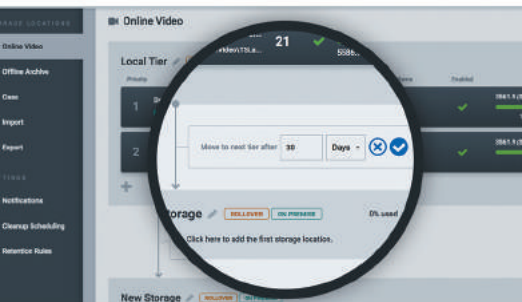 STORAGE LOCATIONS
Online Video
Online Video
Offline Archive
Case
Import
Export
Notifications
Cleanup Scheduling
Retention Rules
Local Tier
Priority
Enabled
21
1
2
Move to next tier after 30 Days
orage ROLLOVER ON PREMISE 0% used
Click here to add the first storage location.
New Storage ROLLOVER